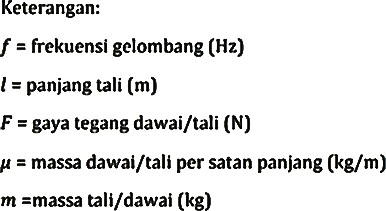 Keterangan:
f = frekuensi gelombang (Hz)
l = panjang tali (m)
F = gaya tegang dawai/tali (N)
μ = massa dawai/tali per satan panjang (kg/m)
m =massa tali/dawai (kg)